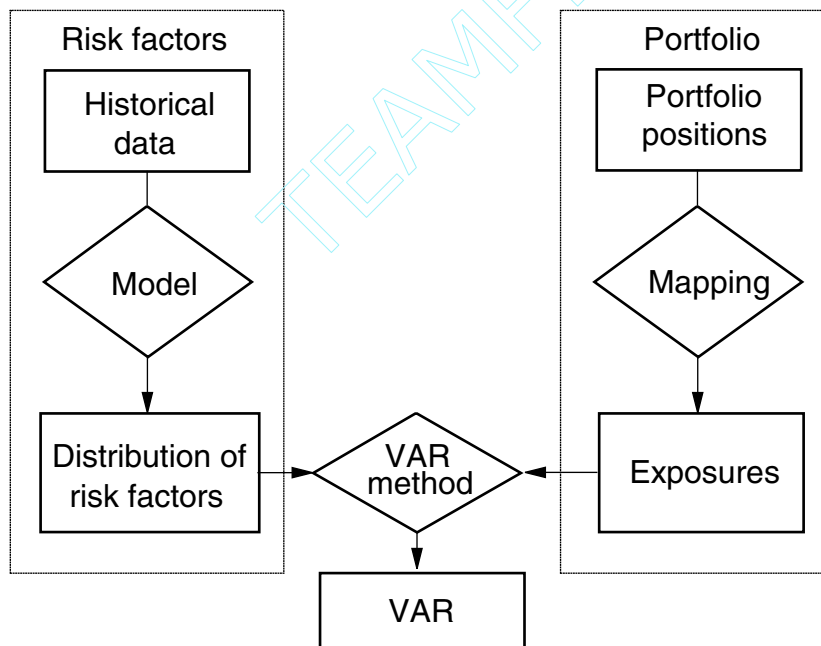 Risk factors
Historical
data
Model
Distribution of
risk factors
Portfolio
Portfolio
positions
Mapping
Exposures
VAR
method
VAR